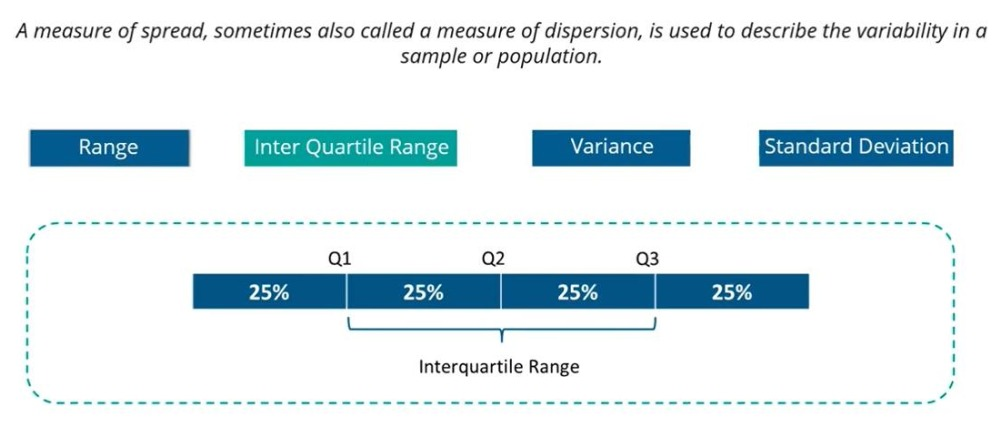 A measure of spread, sometimes also called a measure of dispersion, is used to describe the variability in a
sample or population.
Range
Inter Quartile Range
Variance
Standard Deviation
Q1
Q2
Q3
25%
25%
25%
25%
Interquartile Range